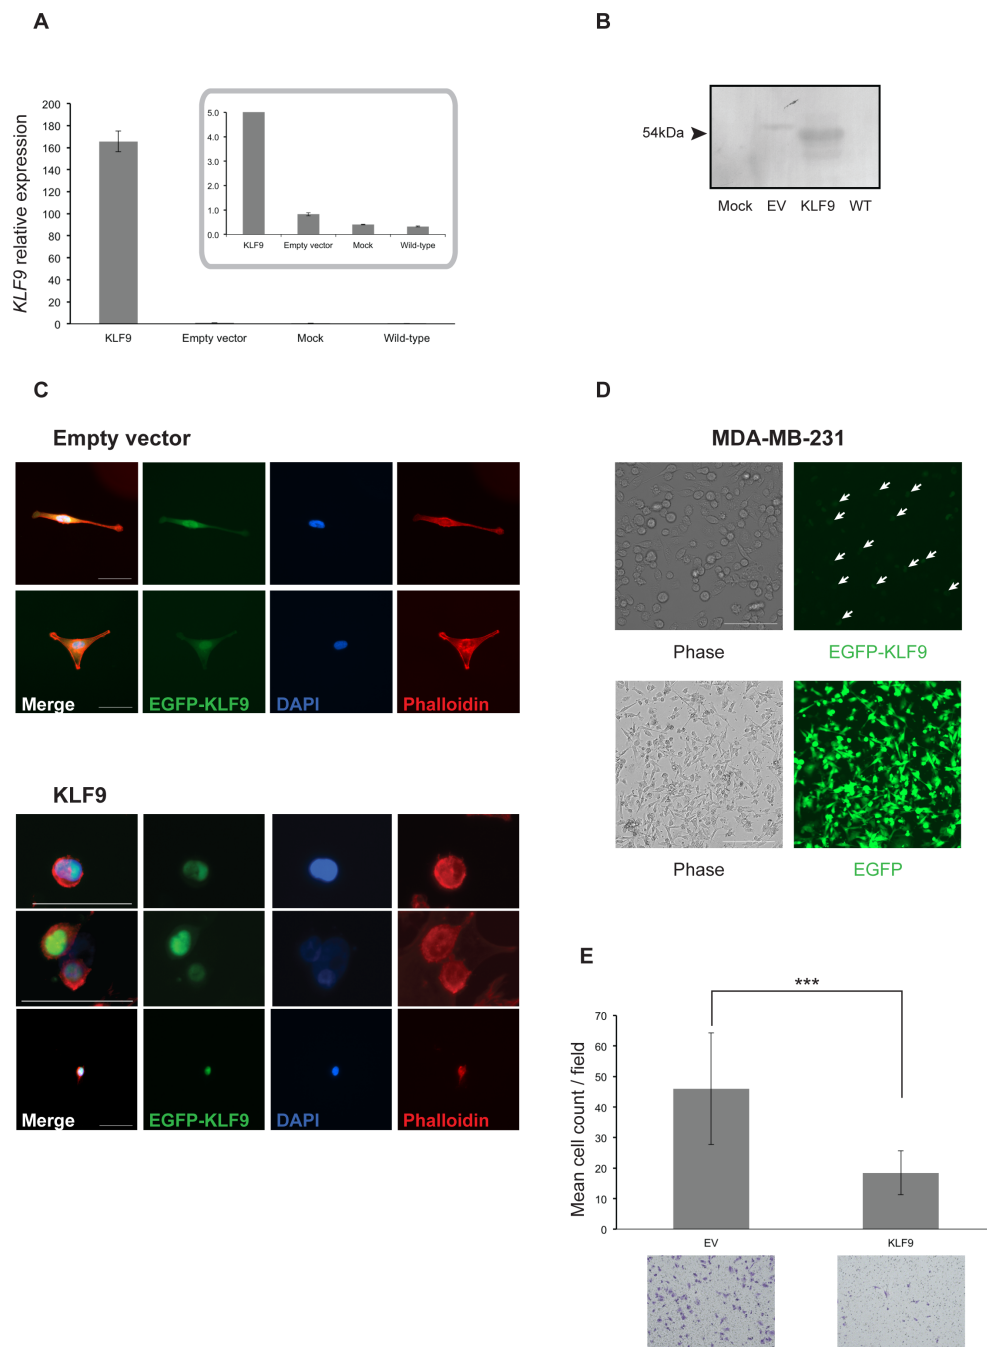 A
KLF9 relative expression
200
180
160
140
120
100
80
60
40
20
0
KLF9 Empty vector Mock Wild-type
5.0
4.0
3.0
2.0
1.0
0.0
KLF9 Empty vector Mock Wild-type
B
54kDa
Mock EV KLF9 WT
C
Empty vector
Merge EGFP-KLF9 DAPI Phalloidin
KLF9
Merge EGFP-KLF9 DAPI Phalloidin
D
MDA-MB-231
Phase EGFP-KLF9
Phase EGFP
E
***
Mean cell count / field
70
60
50
40
30
20
10
0
EV KLF9